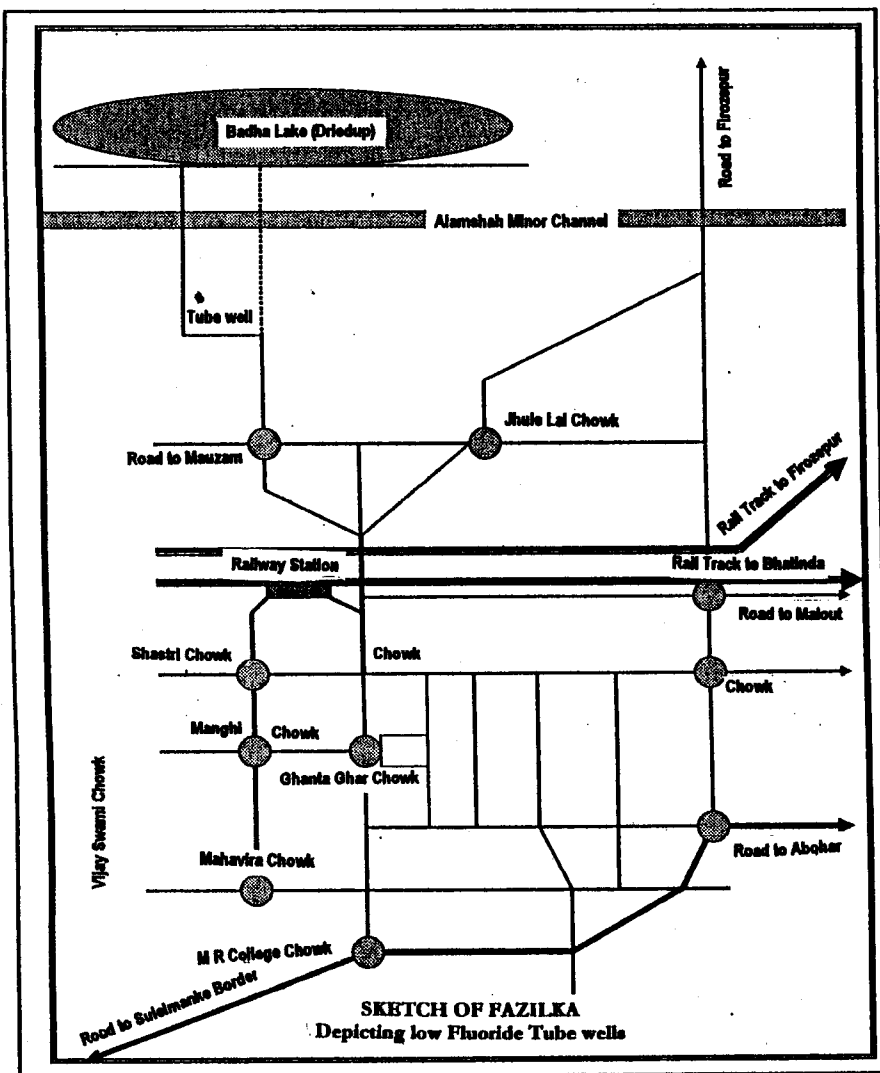 Badha Lake (Driedup)
Road to Firozepur
Alamshah Minor Channel
Tube well
Jhule Lal Chowk
Road to Mauzam
Rail Track to Firozepur
Railway Station
Rail Track to Bhatinda
Road to Malout
Shastri Chowk
Chowk
Chowk
Manghi Chowk
Ghanta Ghar Chowk
Vijay Swami Chowk
Mahavira Chowk
Road to Abohar
M R College Chowk
Road to Suleimanke Border
SKETCH OF FAZILKA
Depicting low Fluoride Tube wells